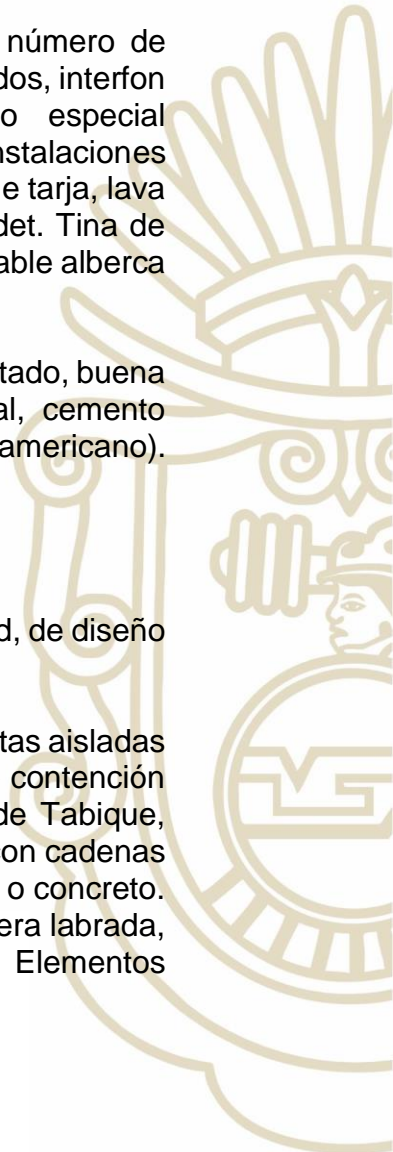 número de
dos, interfon
o especial
nstalaciones
e tarja, lava
det. Tina de
able alberca
tado, buena
al, cemento
americano).
d, de diseño
tas aisladas
contención
de Tabique,
con cadenas
o concreto.
era labrada,
Elementos